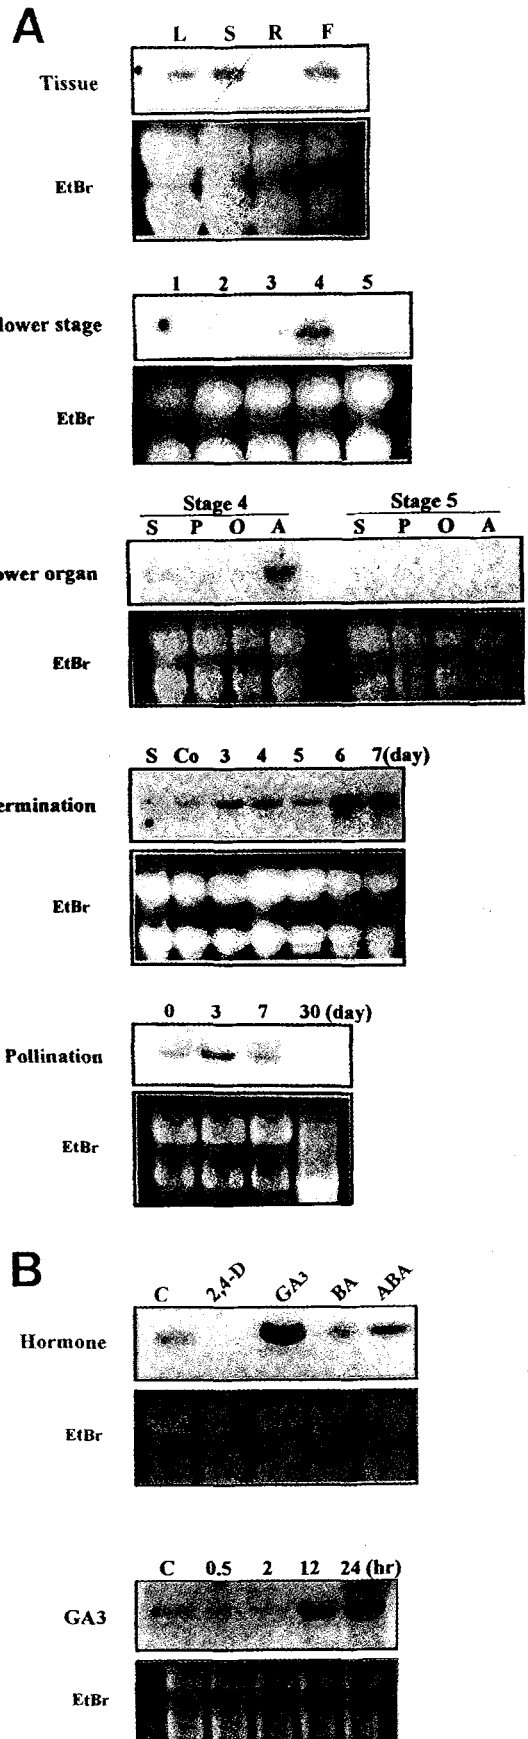 A
L S R F
Tissue
EtBr
1 2 3 4 5
lower stage
EtBr
Stage 4 Stage 5
S P O A S P O A
ower organ
EtBr
S Co 3 4 5 6 7(day)
ermination
EtBr
0 3 7 30 (day)
Pollination
EtBr
B
C 2,4-D GA3 BA ABA
Hormone
EtBr
C 0.5 2 12 24 (hr)
GA3
EtBr